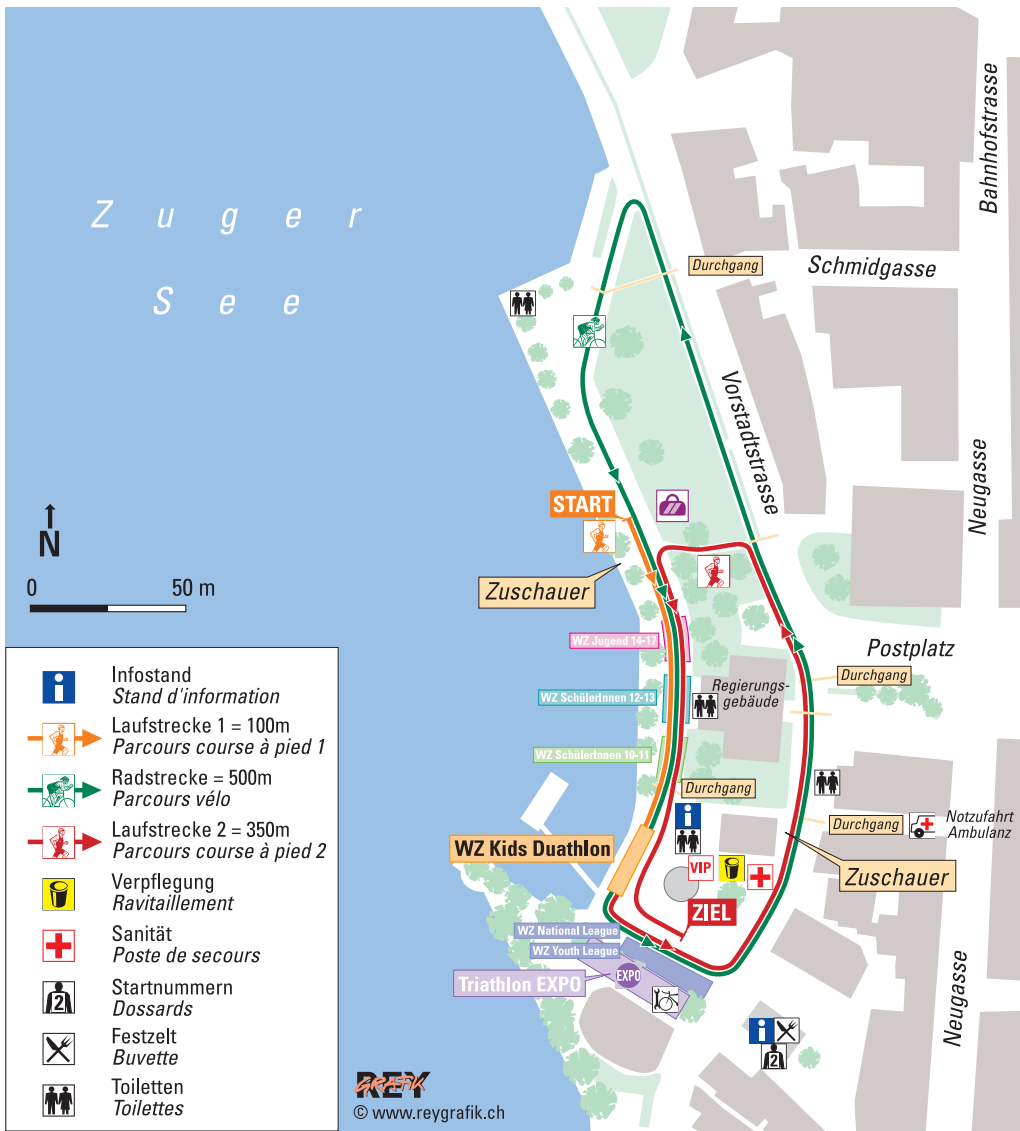 Bahnhofstrasse
Z u g e r
S e e
Durchgang
Schmidgasse
Vorstadtstrasse
Neugasse
START
N
0 50 m
Zuschauer
WZ Jugend 14-17
Postplatz
Durchgang
WZ SchülerInnen 12-13
Regierungs-
gebäude
WZ SchülerInnen 10-11
Durchgang
Durchgang
Notzufahrt
Ambulanz
WZ Kids Duathlon
VIP
Zuschauer
ZIEL
WZ National League
WZ Youth League
Triathlon EXPO
EXPO
Neugasse
2
i
i
i
Infostand
Stand d'information
Laufstrecke 1 = 100m
Parcours course à pied 1
Radstrecke = 500m
Parcours vélo
Laufstrecke 2 = 350m
Parcours course à pied 2
Verpflegung
Ravitaillement
Sanität
Poste de secours
2
Startnummern
Dossards
Festzelt
Buvette
Toiletten
Toilettes
REY
GRAFIK
© www.reygrafik.ch